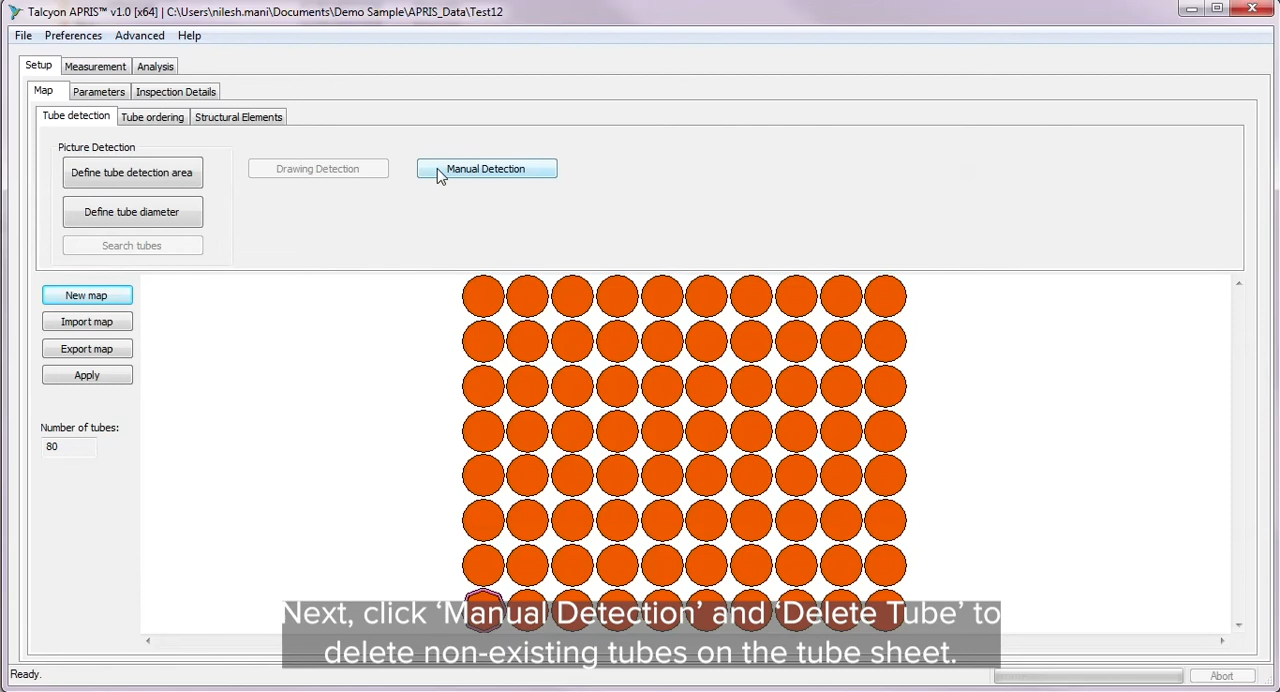 Talcyon APRIS™ v1.0 [x64] | C:\Users\nilesh.mani\Documents\Demo Sample\APRIS_Data\Test12
File Preferences Advanced Help
Setup Measurement Analysis
Map Parameters Inspection Details
Tube detection Tube ordering Structural Elements
Picture Detection
Define tube detection area Drawing Detection Manual Detection
Define tube diameter
Search tubes
New map
Import map
Export map
Apply
Number of tubes:
80
Next, click ‘Manual Detection’ and ‘Delete Tube’ to
delete non-existing tubes on the tube sheet.
Ready. Abort